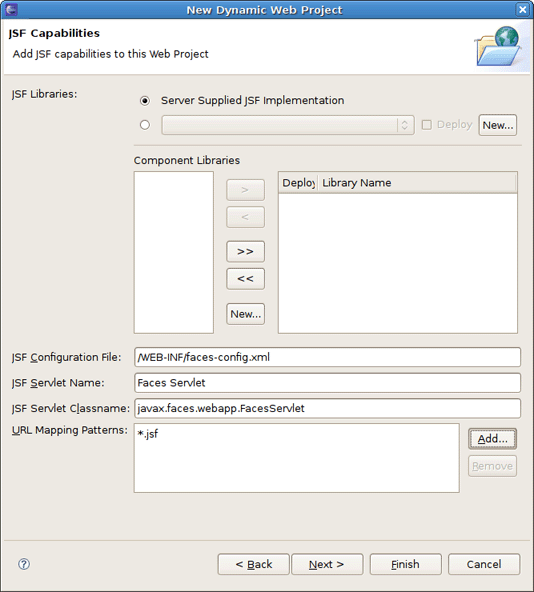 New Dynamic Web Project
JSF Capabilities
Add JSF capabilities to this Web Project
JSF Libraries:
Server Supplied JSF Implementation
Deploy
New...
Component Libraries
>
Deploy
Library Name
<
>>
<<
New...
JSF Configuration File:
/WEB-INF/faces-config.xml
JSF Servlet Name:
Faces Servlet
JSF Servlet Classname:
javax.faces.webapp.FacesServlet
URL Mapping Patterns:
*.jsf
Add...
Remove
?
< Back
Next >
Finish
Cancel